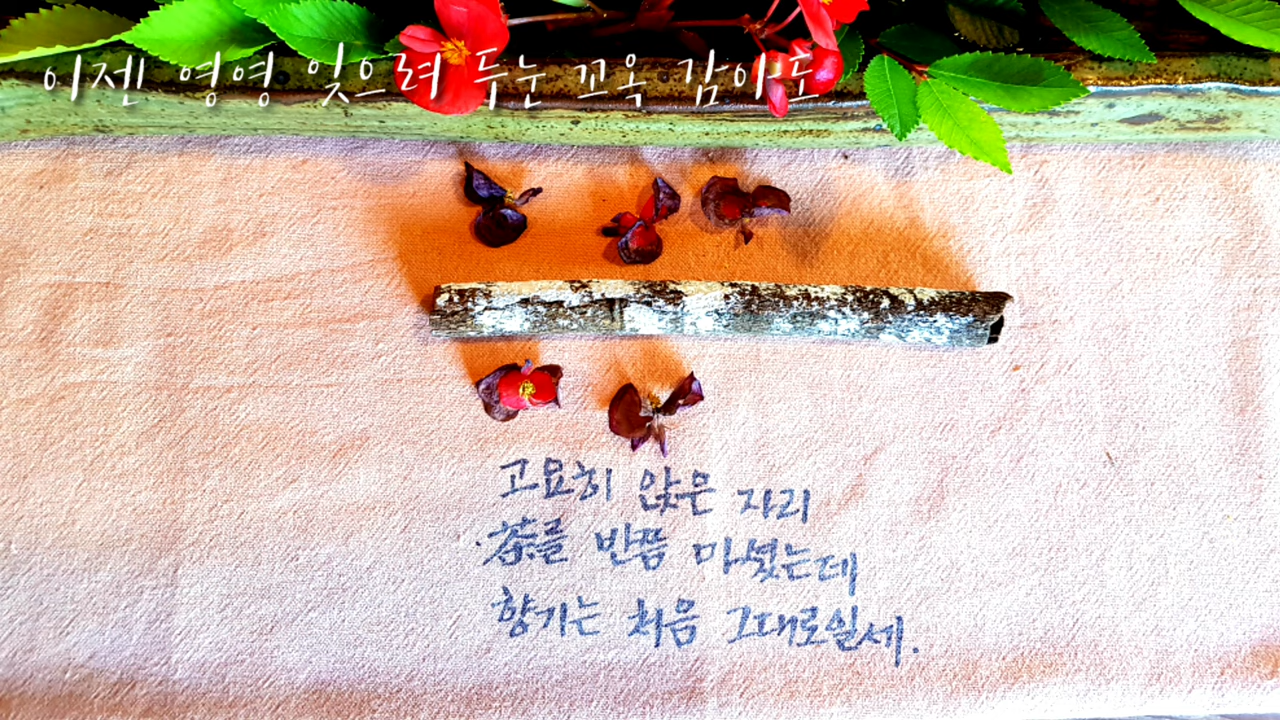 이젠 영영 잊으려 두눈 꼬옥 감아도
고요히 앉은 자리
茶를 반쯤 마셨는데
향기는 처음 그대로일세.